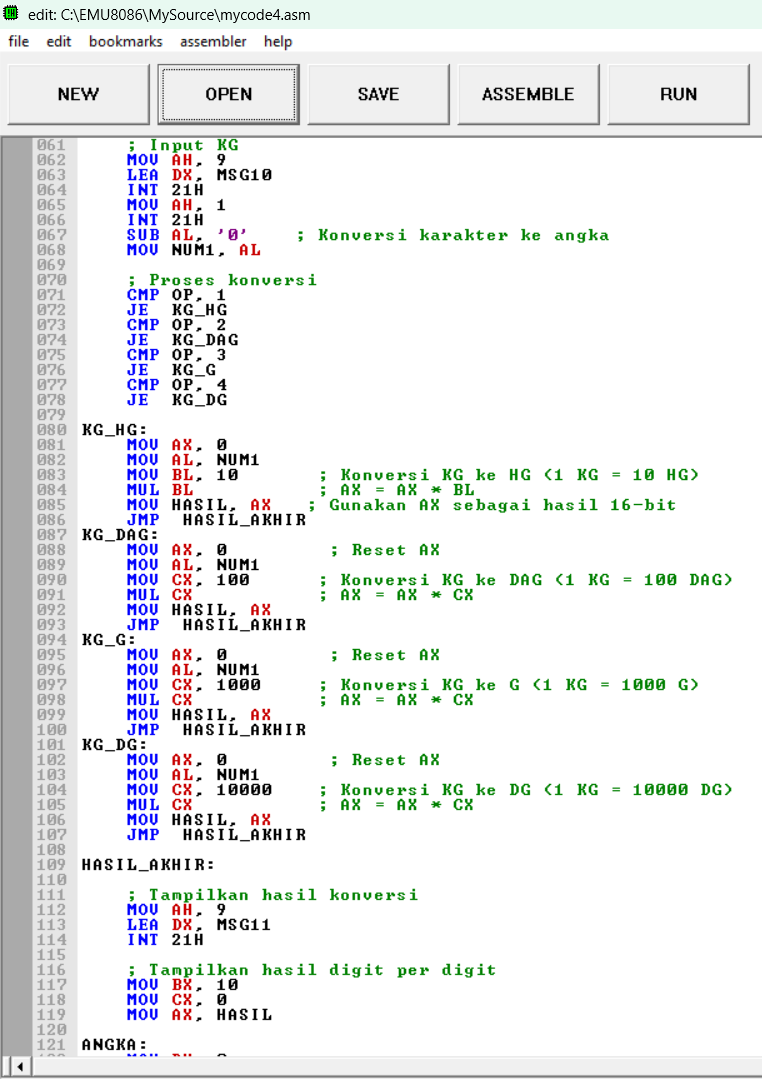 edit: C:\EMU8086\MySource\mycode4.asm
file edit bookmarks assembler help
NEW OPEN SAVE ASSEMBLE RUN
061 ; Input KG
062 MOV AH, 9
063 LEA DX, MSG10
064 INT 21H
065 MOV AH, 1
066 INT 21H
067 SUB AL, '0' ; Konversi karakter ke angka
068 MOV NUM1, AL
069
070 ; Proses konversi
071 CMP OP, 1
072 JE KG_HG
073 CMP OP, 2
074 JE KG_DAG
075 CMP OP, 3
076 JE KG_G
077 CMP OP, 4
078 JE KG_DG
079
080 KG_HG:
081 MOV AX, 0
082 MOV AL, NUM1
083 MOV BL, 10 ; Konversi KG ke HG (1 KG = 10 HG)
084 MUL BL ; AX = AX * BL
085 MOV HASIL, AX ; Gunakan AX sebagai hasil 16-bit
086 JMP HASIL_AKHIR
087 KG_DAG:
088 MOV AX, 0 ; Reset AX
089 MOV AL, NUM1
090 MOV CX, 100 ; Konversi KG ke DAG (1 KG = 100 DAG)
091 MUL CX ; AX = AX * CX
092 MOV HASIL, AX
093 JMP HASIL_AKHIR
094 KG_G:
095 MOV AX, 0 ; Reset AX
096 MOV AL, NUM1
097 MOV CX, 1000 ; Konversi KG ke G (1 KG = 1000 G)
098 MUL CX ; AX = AX * CX
099 MOV HASIL, AX
100 JMP HASIL_AKHIR
101 KG_DG:
102 MOV AX, 0 ; Reset AX
103 MOV AL, NUM1
104 MOV CX, 10000 ; Konversi KG ke DG (1 KG = 10000 DG)
105 MUL CX ; AX = AX * CX
106 MOV HASIL, AX
107 JMP HASIL_AKHIR
108
109 HASIL_AKHIR:
110
111 ; Tampilkan hasil konversi
112 MOV AH, 9
113 LEA DX, MSG11
114 INT 21H
115
116 ; Tampilkan hasil digit per digit
117 MOV BX, 10
118 MOV CX, 0
119 MOV AX, HASIL
120
121 ANGKA: